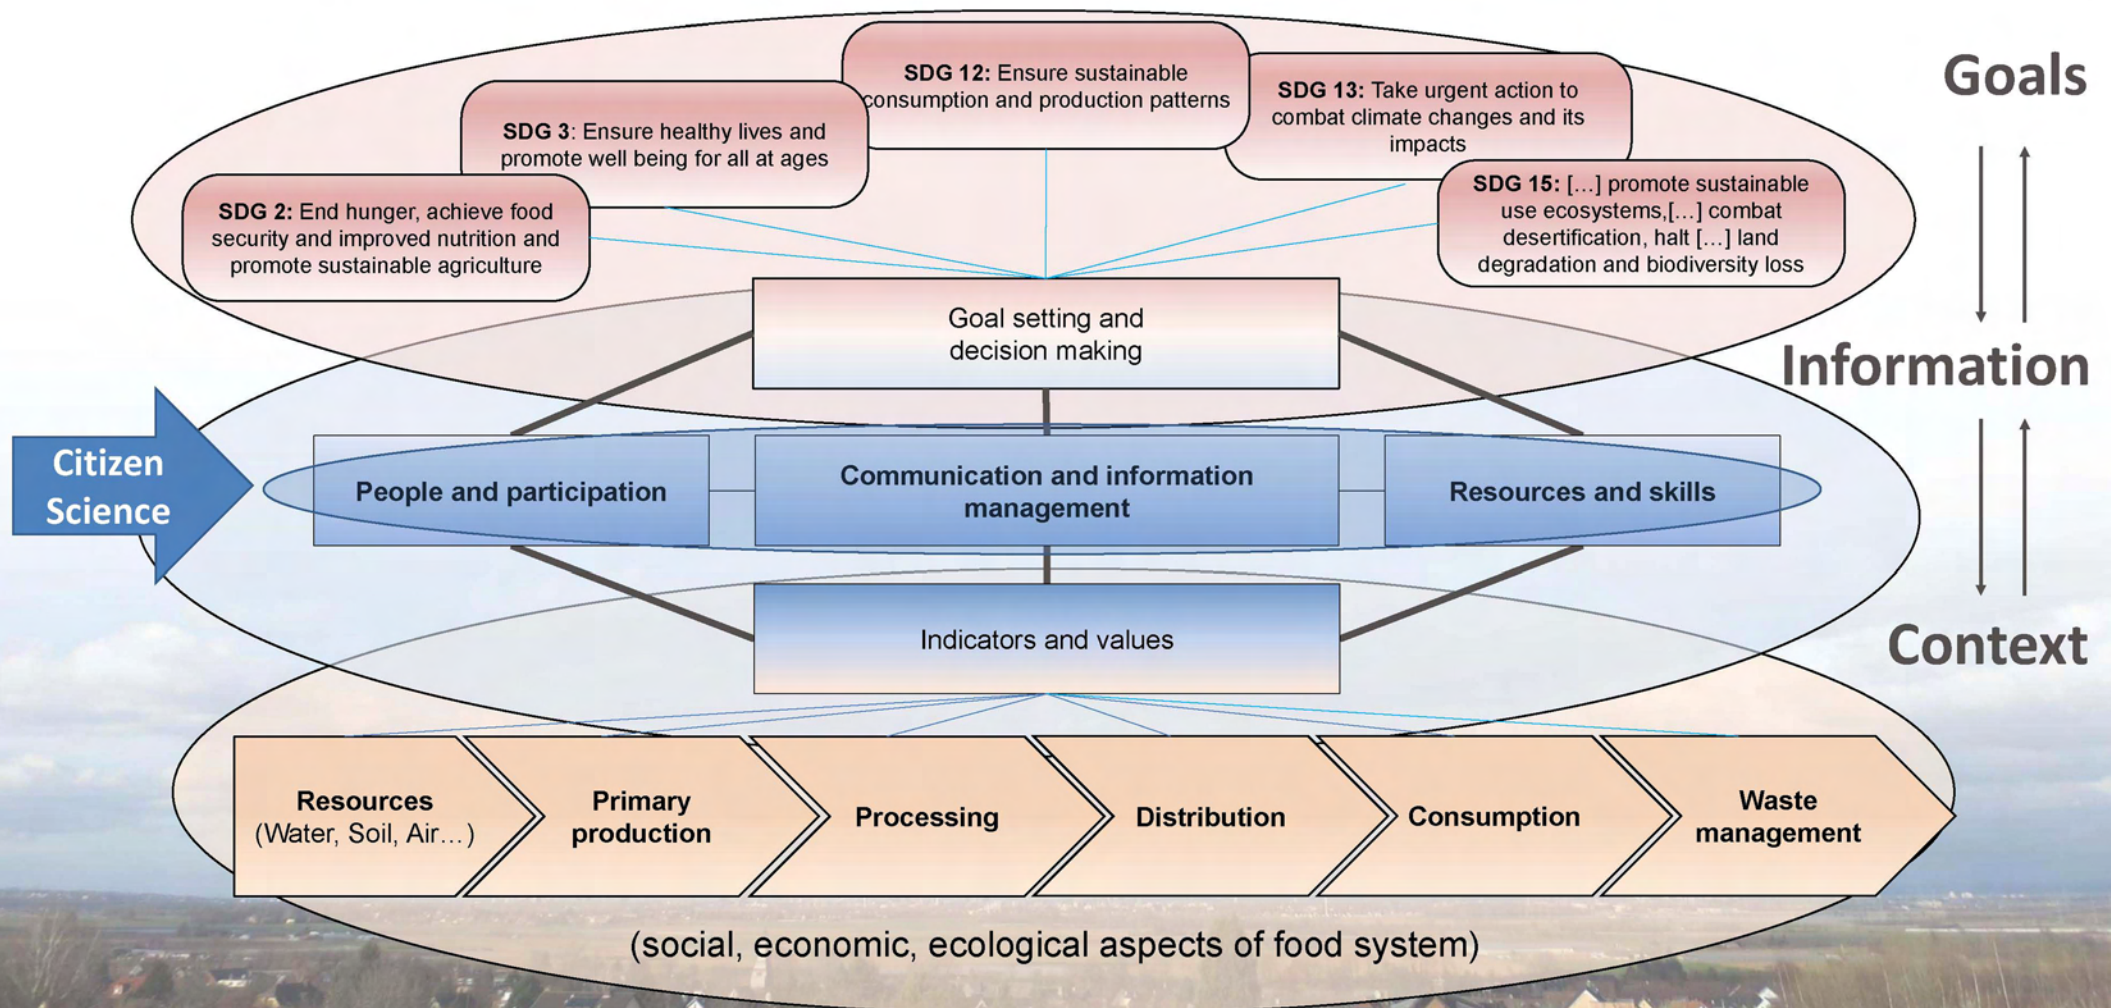 SDG 12: Ensure sustainable
consumption and production patterns
Goals
SDG 13: Take urgent action to
combat climate changes and its
impacts
SDG 3: Ensure healthy lives and
promote well being for all at ages
SDG 15: […] promote sustainable
use ecosystems,[…] combat
desertification, halt […] land
degradation and biodiversity loss
SDG 2: End hunger, achieve food
security and improved nutrition and
promote sustainable agriculture
Goal setting and
decision making
Information
Citizen
Science
People and participation
Communication and information
management
Resources and skills
Indicators and values
Context
Resources
(Water, Soil, Air…)
Primary
production
Processing
Distribution
Consumption
Waste
management
(social, economic, ecological aspects of food system)